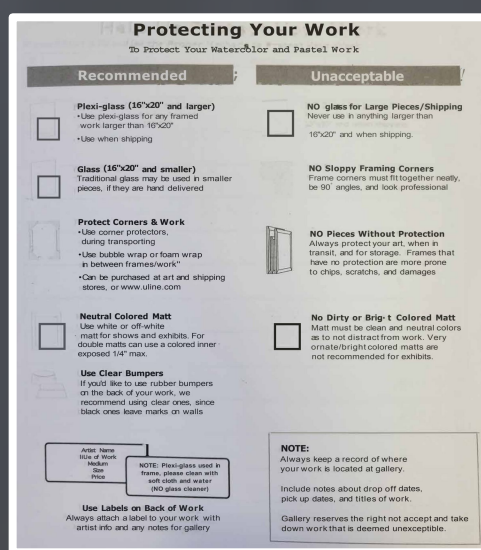 Protecting Your Work
To Protect Your Watercolor and Pastel Work
Recommended
Plexi-glass (16"x20" and larger)
•Use plexi-glass for any framed
work larger than 16"x20"
•Use when shipping
Glass (16"x20" and smaller)
Traditional glass may be used in smaller
pieces, if they are hand delivered
Protect Corners & Work
•Use corner protectors,
during transporting
•Use bubble wrap or foam wrap
in between frames/work"
•Can be purchased at art and shipping
stores, or www.uline.com
Neutral Colored Matt
Use white or off-white
matt for shows and exhibits. For
double matts can use a colored inner
exposed 1/4" max.
Use Clear Bumpers
If you'd like to use rubber bumpers
on the back of your work, we
recommend using clear ones, since
black ones leave marks on walls
Artist Name
liUe of Work
Medium
Size
Price
NOTE: Plexi-glass used in
frame, please clean with
soft cloth and water
(NO glass cleaner)
Use Labels on Back of Work
Always attach a label to your work with
artist info and any notes for gallery
Unacceptable
NO glass for Large Pieces/Shipping
Never use in anything larger than
16"x20" and when shipping.
NO Sloppy Framing Corners
Frame corners must fit together neatly,
be 90° angles, and look professional
NO Pieces Without Protection
Always protect your art, when in
transit, and for storage. Frames that
have no protection are more prone
to chips, scratchs, and damages
No Dirty or Brig·t Colored Matt
Matt must be clean and neutral colors
as to not distract from work. Very
ornate/bright colored matts are
not recommended for exhibits.
NOTE:
Always keep a record of where
your work is located at gallery.
Include notes about drop off dates,
pick up dates, and titles of work.
Gallery reserves the right not accept and take
down work that is deemed unexceptible.